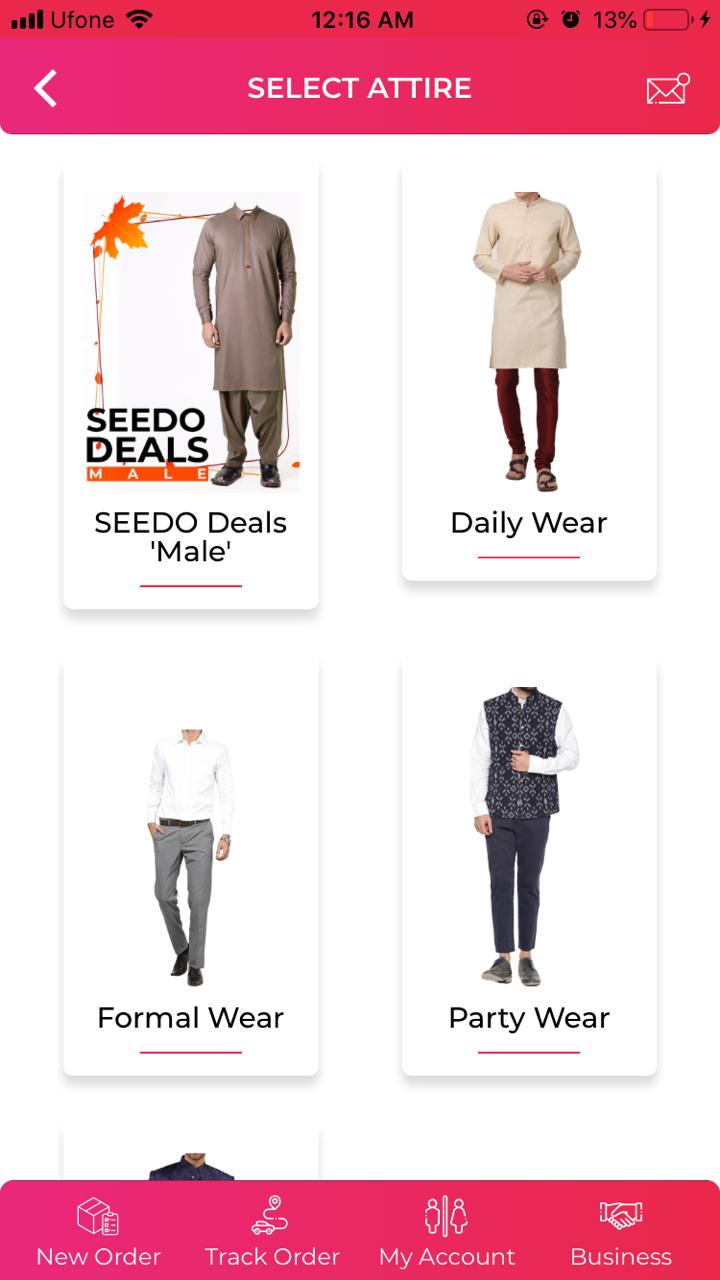 Ufone 12:16 AM 13%
SELECT ATTIRE
SEEDO
DEALS
MALE
SEEDO Deals
'Male'
Daily Wear
Formal Wear
Party Wear
New Order Track Order My Account Business